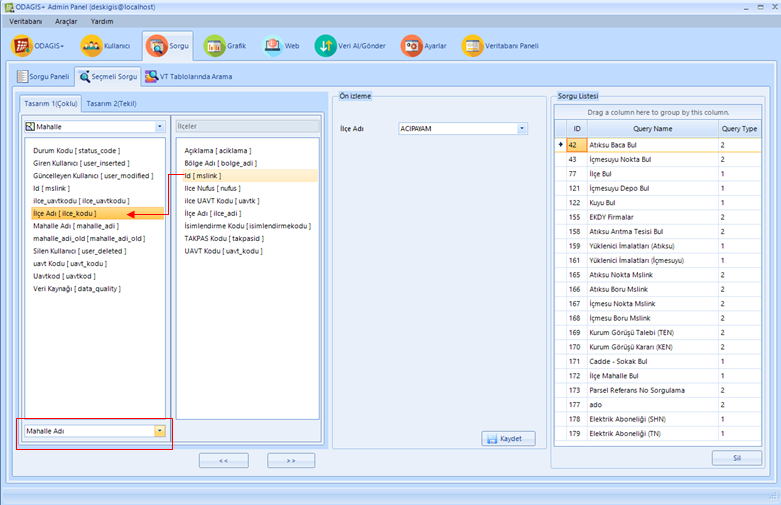 ODAGIS+ Admin Panel (deskigis@localhost)
Veritabanı Araçlar Yardım
ODAGIS+ Kullanıcı Sorgu Grafik Web Veri Al/Gönder Ayarlar Veritabanı Paneli
Sorgu Paneli Seçmeli Sorgu VT Tablolarında Arama
Tasarım 1(Çoklu) Tasarım 2(Tekil)
Mahalle
Durum Kodu [ status_code ]
Giren Kullanıcı [ user_inserted ]
Güncelleyen Kullanıcı [ user_modified ]
Id [ mslink ]
ilce_uavtkodu [ ilce_uavtkodu ]
İlçe Adı [ ilce_kodu ]
Mahalle Adı [ mahalle_adi ]
mahalle_adi_old [ mahalle_adi_old ]
Silen Kullanıcı [ user_deleted ]
uavt Kodu [ uavt_kodu ]
Uavtkod [ uavtkod ]
Veri Kaynağı [ data_quality ]
Mahalle Adı
İlçeler
Açıklama [ aciklama ]
Bölge Adı [ bolge_adi ]
Id [ mslink ]
Ilce Nufus [ nufus ]
ilce UAVT Kodu [ uavtk ]
İlçe Adı [ ilce_adi ]
İsimlendirme Kodu [ isimlendirmekodu ]
TAKPAS Kodu [ takpasid ]
UAVT Kodu [ uavt_kodu ]
<< >>
Ön izleme
İlçe Adı ACIPAYAM
Kaydet
Sorgu Listesi
Drag a column here to group by this column.
ID Query Name Query Type
42 Atıksu Baca Bul 2
43 İçmesuyu Nokta Bul 2
77 İlçe Bul 1
121 İçmesuyu Depo Bul 2
122 Kuyu Bul 2
155 EKDY Firmalar 2
158 Atıksu Arıtma Tesisi Bul 2
159 Yüklenici İmalatları (Atıksu) 1
161 Yüklenici İmalatları (İçmesuyu) 1
165 Atıksu Nokta Mslink 2
166 Atıksu Boru Mslink 2
167 İçmesu Nokta Mslink 2
168 İçmesu Boru Mslink 2
169 Kurum Görüşü Talebi (TEN) 2
170 Kurum Görüşü Kararı (KEN) 2
171 Cadde - Sokak Bul 1
172 İlçe Mahalle Bul 1
173 Parsel Referans No Sorgulama 2
177 ado 2
178 Elektrik Aboneliği (SHN) 1
179 Elektrik Aboneliği (TN) 1
Sil